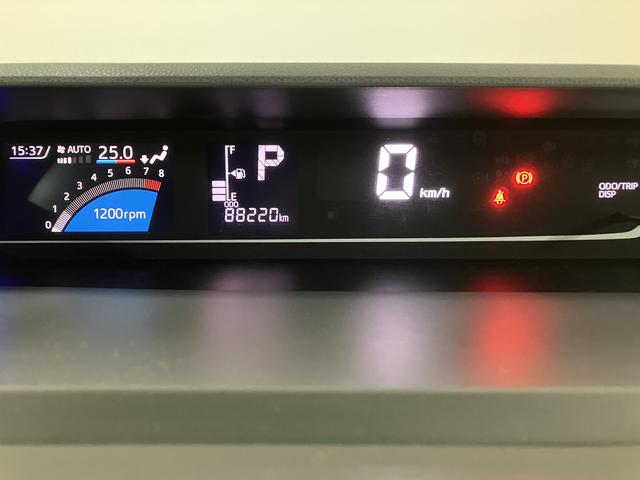 15:37
AUTO
25.0
0 1 2 3 4 5 6 7 8
1200rpm
F
E
P
ODO
88220km
0 km/h
ODO/TRIP
DISP
(P)